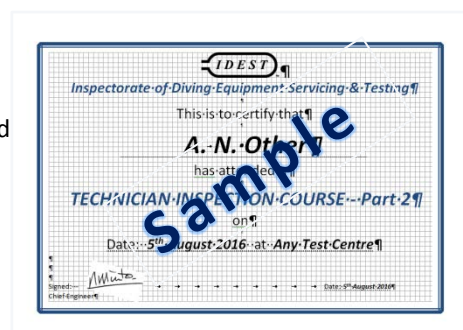 IDEST
Inspectorate of Diving Equipment Servicing & Testing¶
This is to certify that¶
A. N. Other¶
has attended¶
TECHNICIAN INSPECTION COURSE - Part 2¶
on¶
Date: 5th August 2016 at Any Test Centre¶
Signed:
Date: 5th August 2016¶
Chief Engineer¶
Sample
d